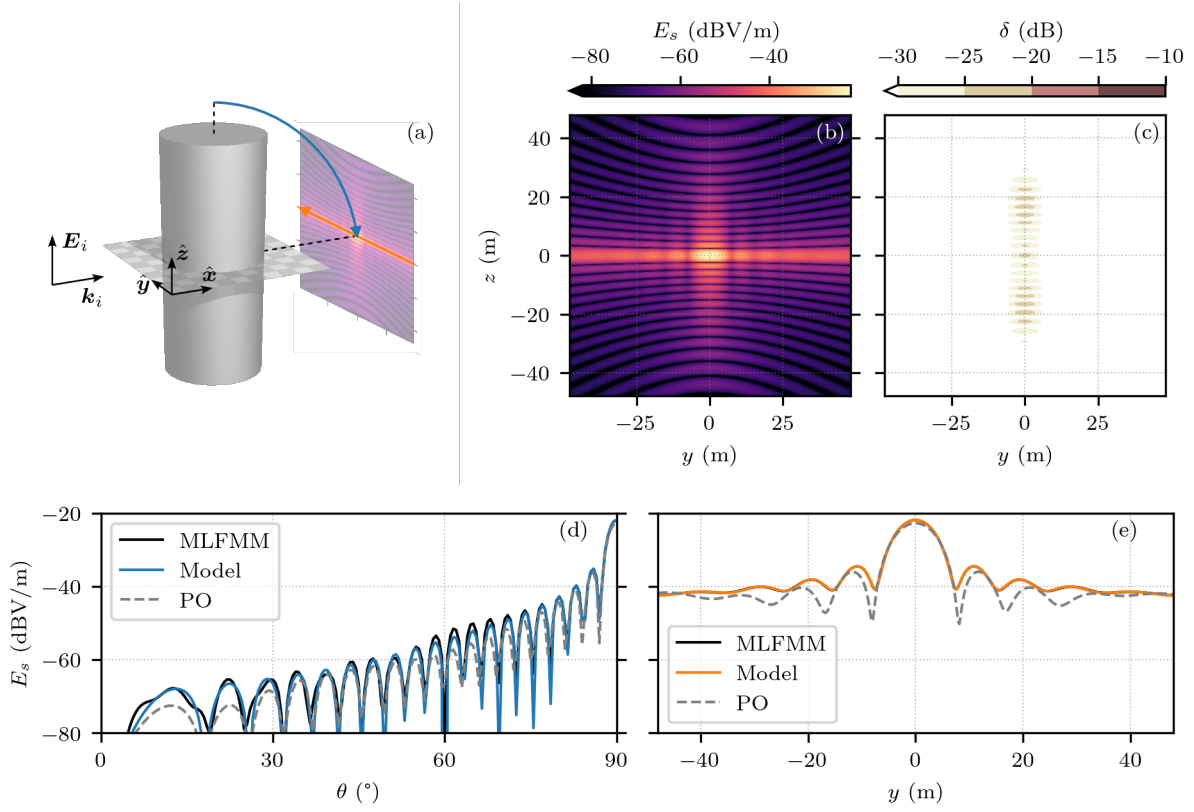 (a)
E_i
k_i
ẑ
x̂
ŷ
E_s (dBV/m)
−80 −60 −40
(b)
40
20
0
−20
−40
z (m)
−25 0 25
y (m)
δ (dB)
−30 −25 −20 −15 −10
(c)
−25 0 25
y (m)
(d)
MLFMM
Model
PO
−20
−40
−60
−80
E_s (dBV/m)
0 30 60 90
θ (°)
(e)
MLFMM
Model
PO
−40 −20 0 20 40
y (m)